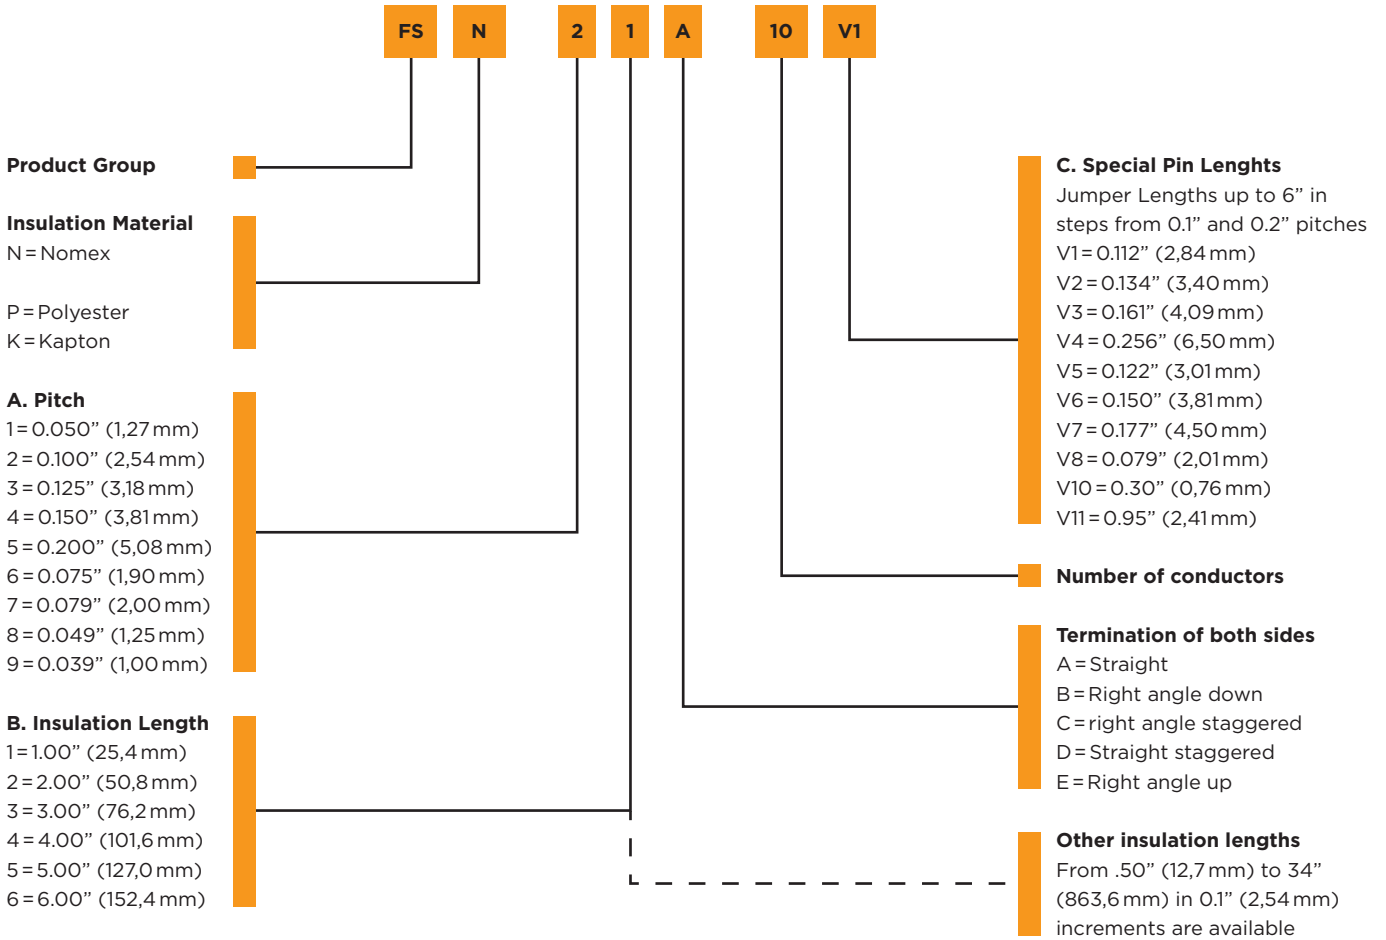 FS N 2 1 A 10 V1
Product Group
Insulation Material
N = Nomex
P = Polyester
K = Kapton
A. Pitch
1 = 0.050” (1,27 mm)
2 = 0.100” (2,54 mm)
3 = 0.125” (3,18 mm)
4 = 0.150” (3,81 mm)
5 = 0.200” (5,08 mm)
6 = 0.075” (1,90 mm)
7 = 0.079” (2,00 mm)
8 = 0.049” (1,25 mm)
9 = 0.039” (1,00 mm)
B. Insulation Length
1 = 1.00” (25,4 mm)
2 = 2.00” (50,8 mm)
3 = 3.00” (76,2 mm)
4 = 4.00” (101,6 mm)
5 = 5.00” (127,0 mm)
6 = 6.00” (152,4 mm)
C. Special Pin Lenghts
Jumper Lengths up to 6” in
steps from 0.1” and 0.2” pitches
V1 = 0.112” (2,84 mm)
V2 = 0.134” (3,40 mm)
V3 = 0.161” (4,09 mm)
V4 = 0.256” (6,50 mm)
V5 = 0.122” (3,01 mm)
V6 = 0.150” (3,81 mm)
V7 = 0.177” (4,50 mm)
V8 = 0.079” (2,01 mm)
V10 = 0.30” (0,76 mm)
V11 = 0.95” (2,41 mm)
Number of conductors
Termination of both sides
A = Straight
B = Right angle down
C = right angle staggered
D = Straight staggered
E = Right angle up
Other insulation lengths
From .50” (12,7 mm) to 34”
(863,6 mm) in 0.1” (2,54 mm)
increments are available